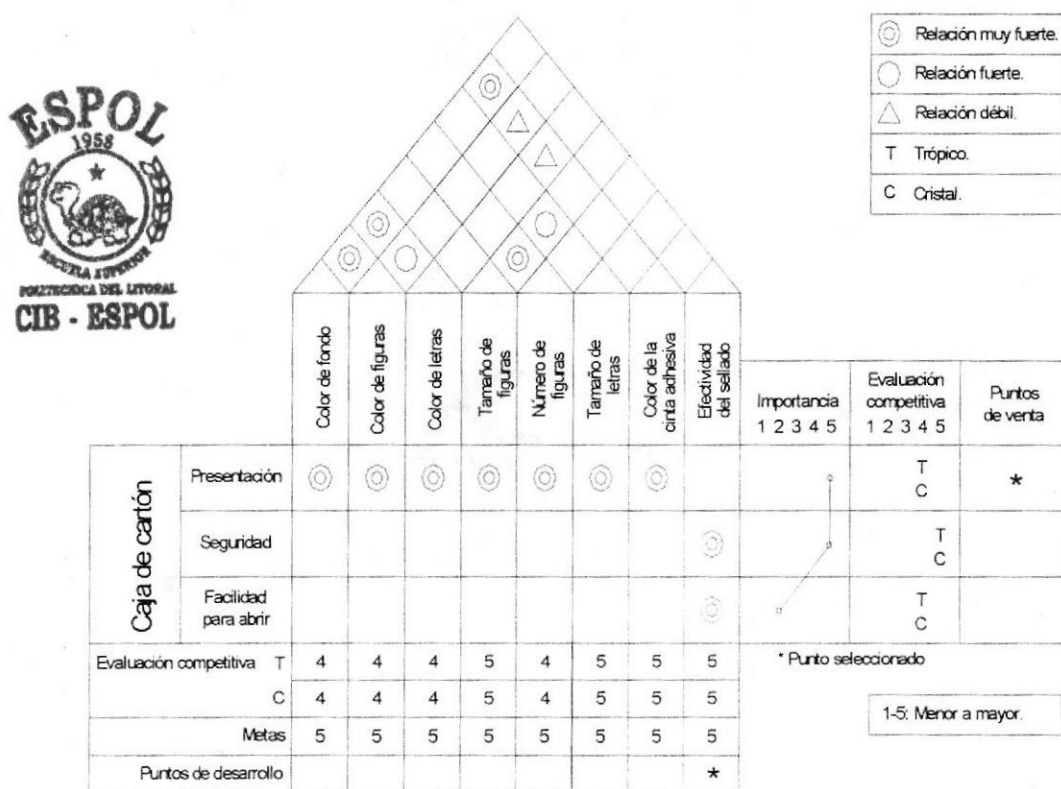 ESPOL
1958
ESCUELA SUPERIOR
POLITECNICA DEL LITORAL
CIB - ESPOL
Relación muy fuerte.
Relación fuerte.
Relación débil.
T Trópico.
C Cristal.
Color de fondo
Color de figuras
Color de letras
Tamaño de
figuras
Número de
figuras
Tamaño de
letras
Color de la
cinta adhesiva
Efectividad
del sellado
Importancia
1 2 3 4 5
Evaluación
competitiva
1 2 3 4 5
Puntos
de venta
Caja de cartón
Presentación
T
C
*
Seguridad
T
C
Facilidad
para abrir
T
C
Evaluación competitiva T 4 4 4 5 4 5 5 5
C 4 4 4 5 4 5 5 5
Metas 5 5 5 5 5 5 5 5
Puntos de desarrollo *
* Punto seleccionado
1-5: Menor a mayor.